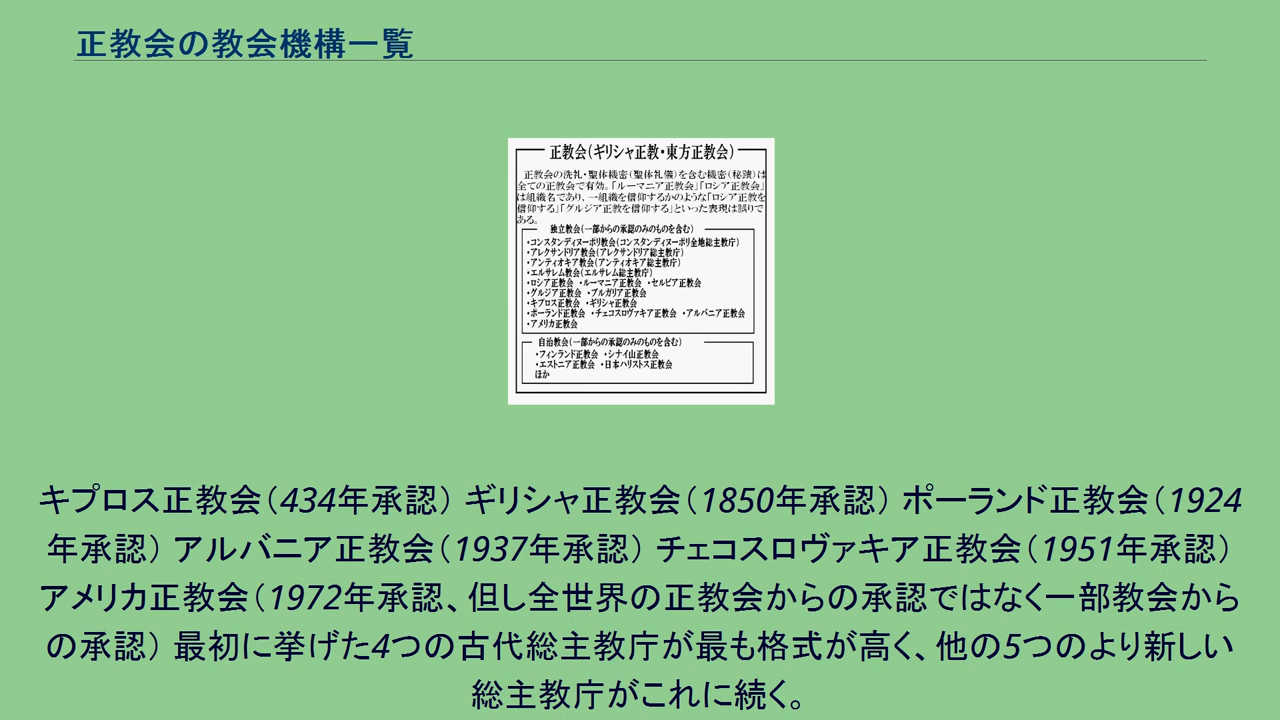 正教会の教会機構一覧
正教会(ギリシャ正教・東方正教会)
正教会の洗礼・聖体機密(聖体礼儀)を含む機密(秘蹟)は
全ての正教会で有効。「ルーマニア正教会」「ロシア正教会」
は組織名であり、一組織を信仰するかのような「ロシア正教を
信仰する」「グルジア正教を信仰する」といった表現は誤りで
ある。
独立教会(一部からの承認のみのものを含む)
・コンスタンディヌーポリ教会(コンスタンディヌーポリ全地総主教庁)
・アレクサンドリア教会(アレクサンドリア総主教庁)
・アンティオキア教会(アンティオキア総主教庁)
・エルサレム教会(エルサレム総主教庁)
・ロシア正教会 ・ルーマニア正教会 ・セルビア正教会
・グルジア正教会 ・ブルガリア正教会
・キプロス正教会 ・ギリシャ正教会
・ポーランド正教会 ・チェコスロヴァキア正教会 ・アルバニア正教会
・アメリカ正教会
自治教会(一部からの承認のみのものを含む)
・フィンランド正教会 ・シナイ山正教会
・エストニア正教会 ・日本ハリストス正教会
ほか
キプロス正教会(434年承認) ギリシャ正教会(1850年承認) ポーランド正教会(1924
年承認) アルバニア正教会(1937年承認) チェコスロヴァキア正教会(1951年承認)
アメリカ正教会(1972年承認、但し全世界の正教会からの承認ではなく一部教会から
の承認) 最初に挙げた4つの古代総主教庁が最も格式が高く、他の5つのより新しい
総主教庁がこれに続く。